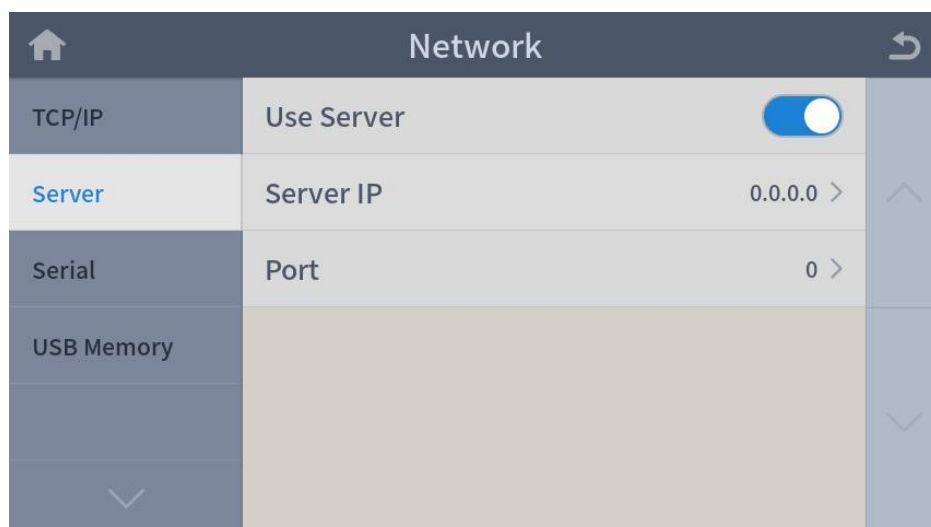 Network
TCP/IP
Use Server
Server
Server IP 0.0.0.0
Serial
Port 0
USB Memory